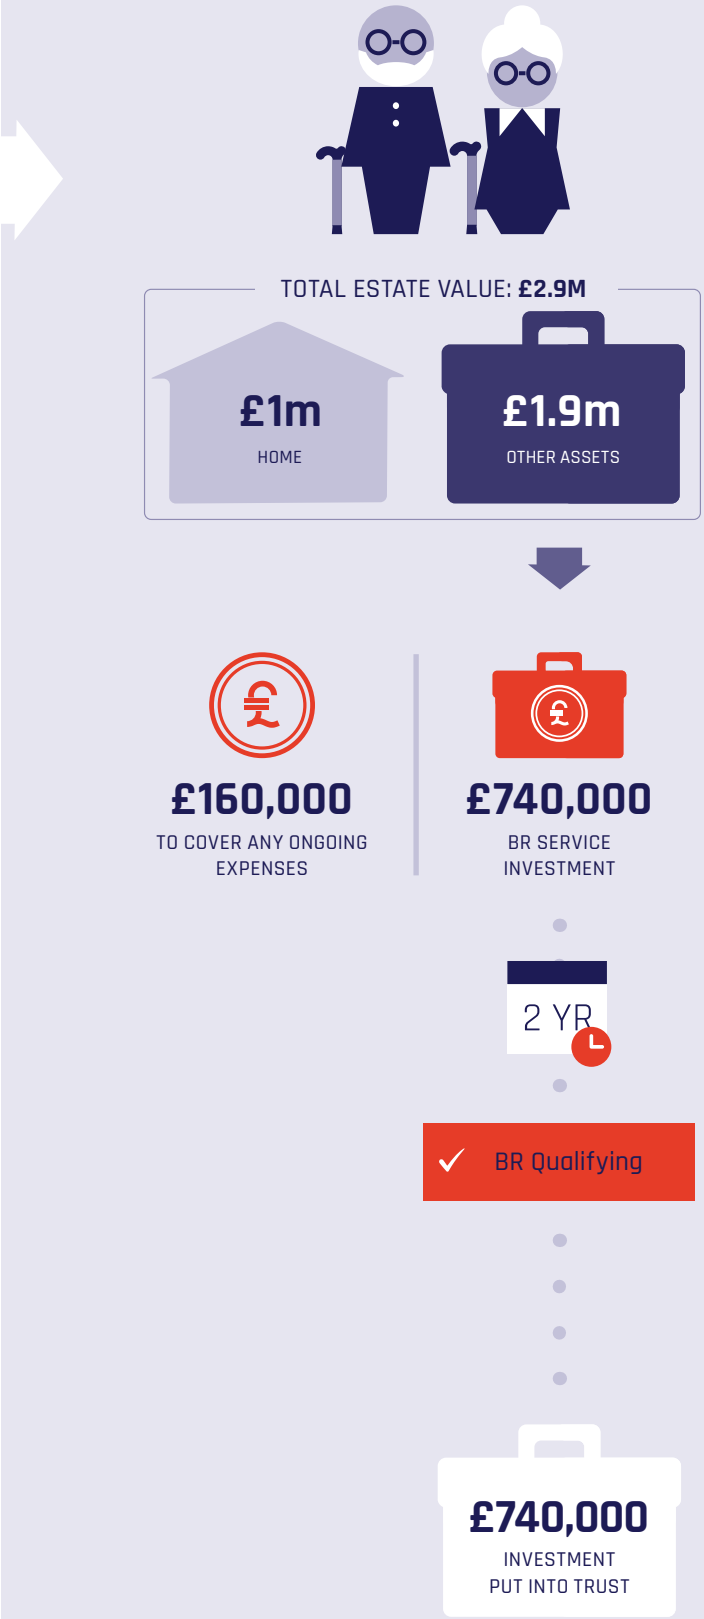 TOTAL ESTATE VALUE: £2.9M
£1m
HOME
£1.9m
OTHER ASSETS
£
£
£160,000
TO COVER ANY ONGOING
EXPENSES
£740,000
BR SERVICE
INVESTMENT
2 YR
BR Qualifying
£740,000
INVESTMENT
PUT INTO TRUST